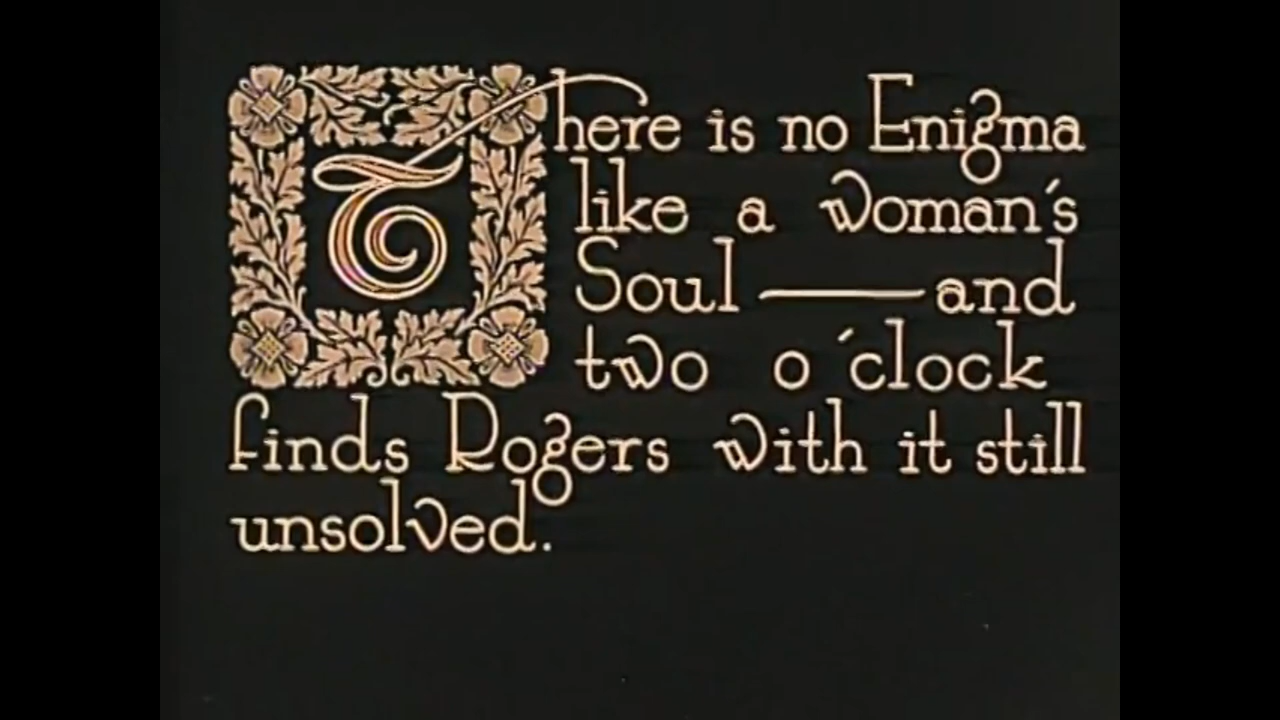 There is no Enigma
like a woman's
Soul — and
two o'clock
finds Rogers with it still
unsolved.